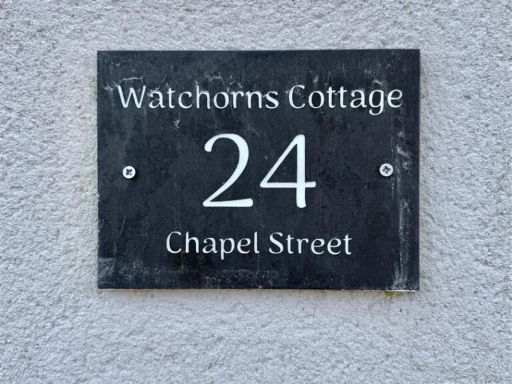 Watchorns Cottage
24
Chapel Street